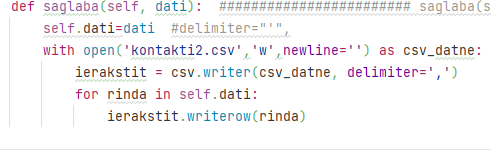 def saglaba(self, dati):  ######################## saglaba(s
self.dati=dati  #delimiter="'",
with open('kontakti2.csv','w',newline='') as csv_datne:
ierakstit = csv.writer(csv_datne, delimiter=',')
for rinda in self.dati:
ierakstit.writerow(rinda)